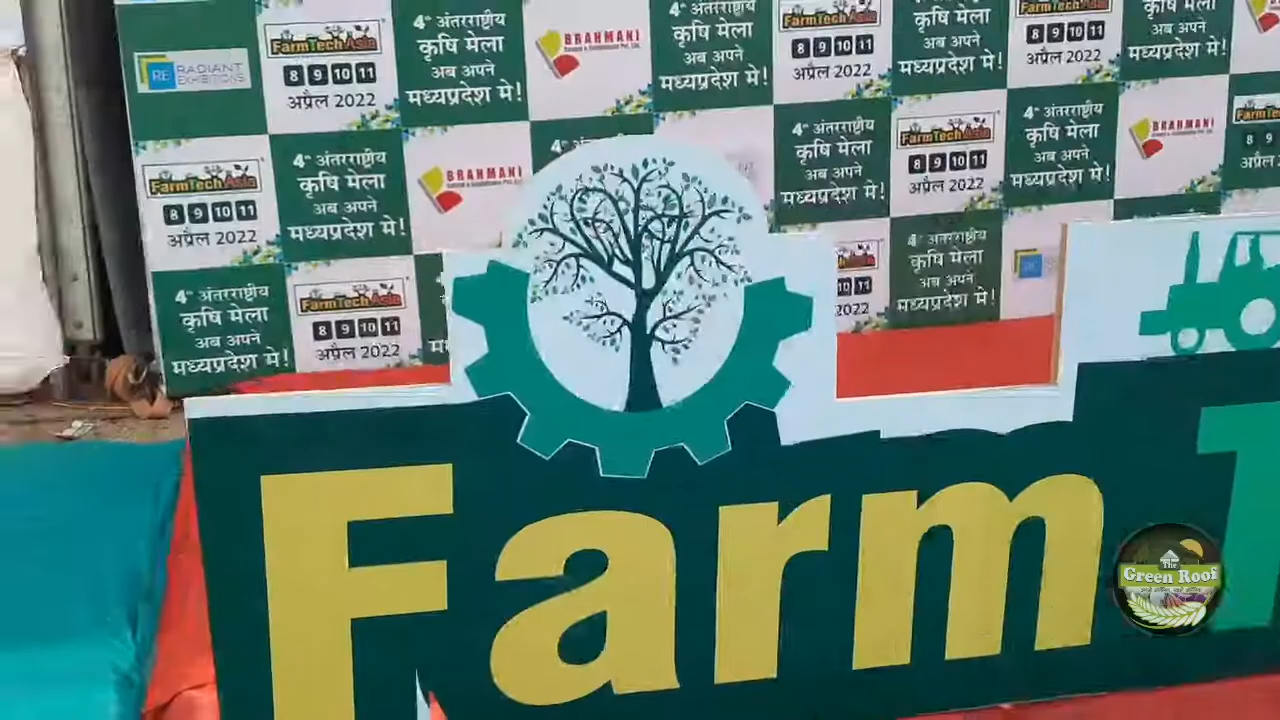 4th अंतरराष्ट्रीय
कृषि मेला
अब अपने
मध्यप्रदेश मे!
FarmTech Asia
8 9 10 11
अप्रैल 2022
RE RADIANT
EXHIBITIONS
BRAHMANI
Farm T
The
Green Roof